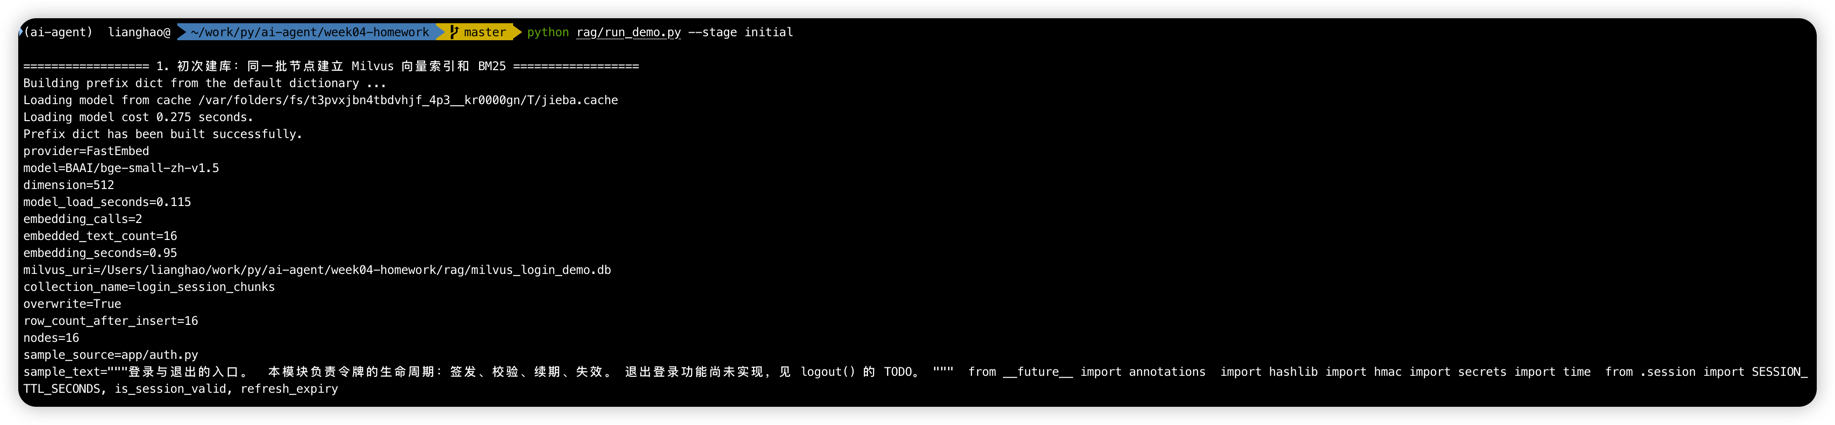 (ai-agent)  lianghao@  ~/work/py/ai-agent/week04-homework  master  python rag/run_demo.py --stage initial
================== 1. 初次建库：同一批节点建立 Milvus 向量索引和 BM25 ==================
Building prefix dict from the default dictionary ...
Loading model from cache /var/folders/fs/t3pvxjbn4tbdvhjf_4p3__kr0000gn/T/jieba.cache
Loading model cost 0.275 seconds.
Prefix dict has been built successfully.
provider=FastEmbed
model=BAAI/bge-small-zh-v1.5
dimension=512
model_load_seconds=0.115
embedding_calls=2
embedded_text_count=16
embedding_seconds=0.95
milvus_uri=/Users/lianghao/work/py/ai-agent/week04-homework/rag/milvus_login_demo.db
collection_name=login_session_chunks
overwrite=True
row_count_after_insert=16
nodes=16
sample_source=app/auth.py
sample_text="""登录与退出的入口。  本模块负责令牌的生命周期：签发、校验、续期、失效。 退出登录功能尚未实现，见 logout() 的 TODO。 """  from __future__ import annotations  import hashlib import hmac import secrets import time  from .session import SESSION_
TTL_SECONDS, is_session_valid, refresh_expiry